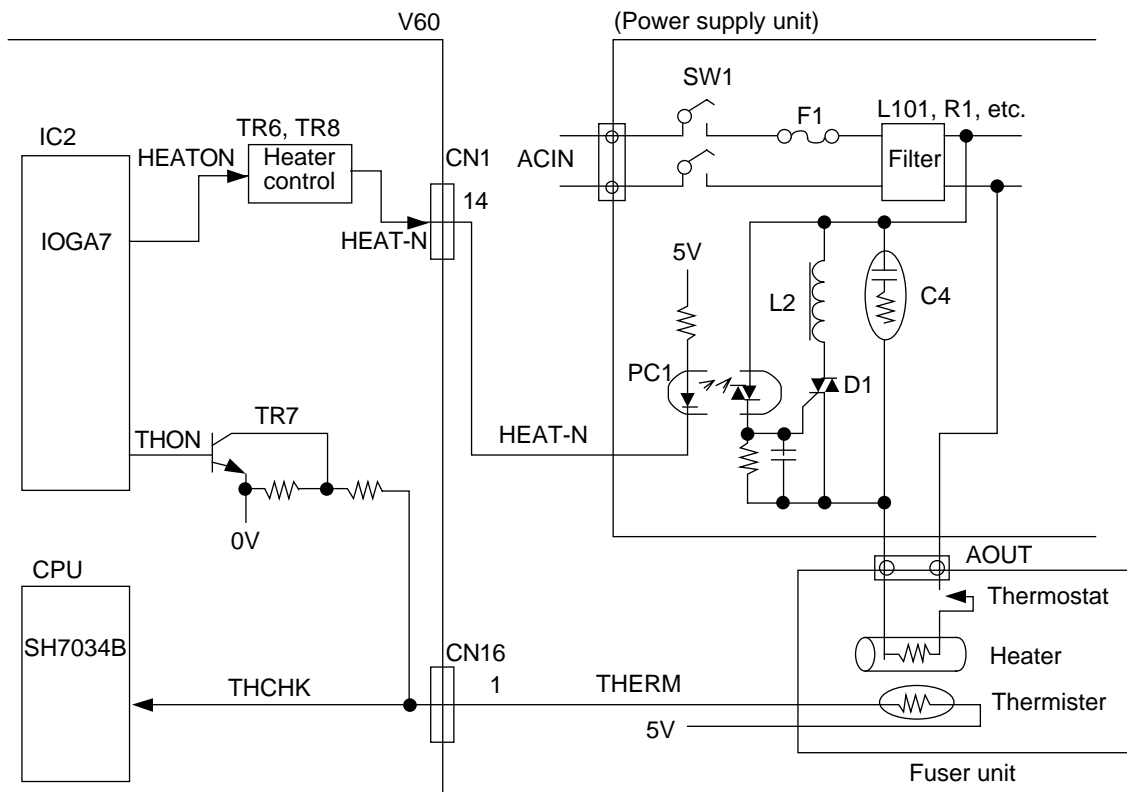 V60
(Power supply unit)
SW1
F1
L101, R1, etc.
IC2
TR6, TR8
HEATON
Heater
control
CN1
ACIN
Filter
14
IOGA7
HEAT-N
5V
L2
C4
PC1
D1
TR7
THON
HEAT-N
0V
AOUT
CPU
Thermostat
SH7034B
CN16
Heater
1
THCHK
THERM
Thermister
5V
Fuser unit